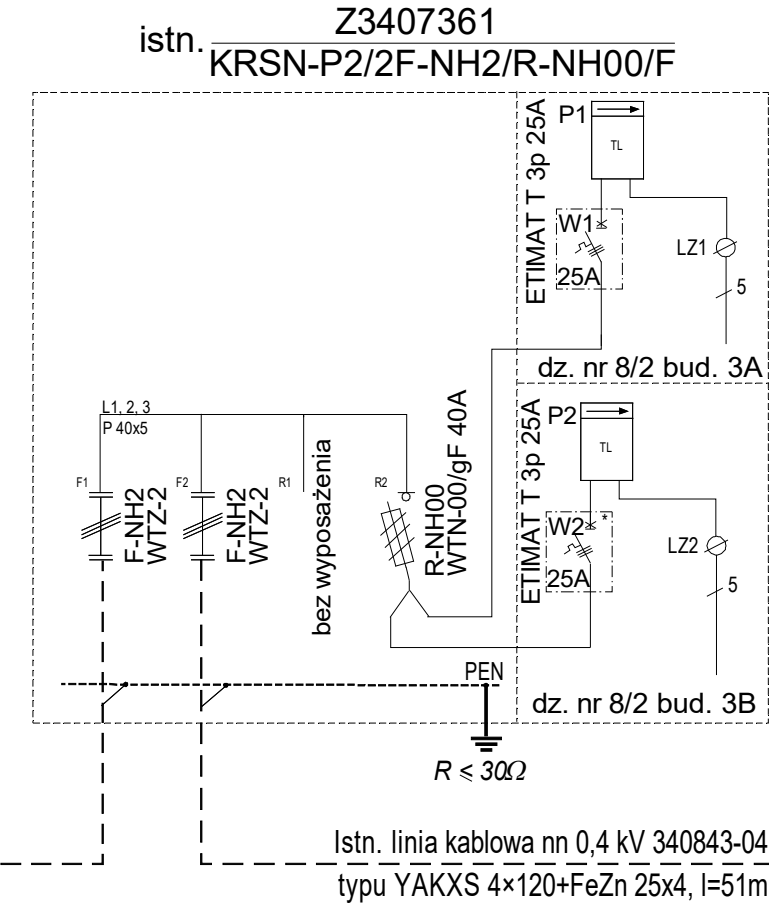 istn. Z3407361
KRSN-P2/2F-NH2/R-NH00/F
ETIMAT T 3p 25A
P1
TL
W1
25A
LZ1
5
dz. nr 8/2 bud. 3A
L1, 2, 3
P 40x5
F1
F-NH2
WTZ-2
F2
F-NH2
WTZ-2
R1
bez wyposażenia
R2
R-NH00
WTN-00/gF 40A
ETIMAT T 3p 25A
P2
TL
W2 *
25A
LZ2
5
PEN
dz. nr 8/2 bud. 3B
R ⩽ 30Ω
Istn. linia kablowa nn 0,4 kV 340843-04
typu YAKXS 4×120+FeZn 25x4, l=51m